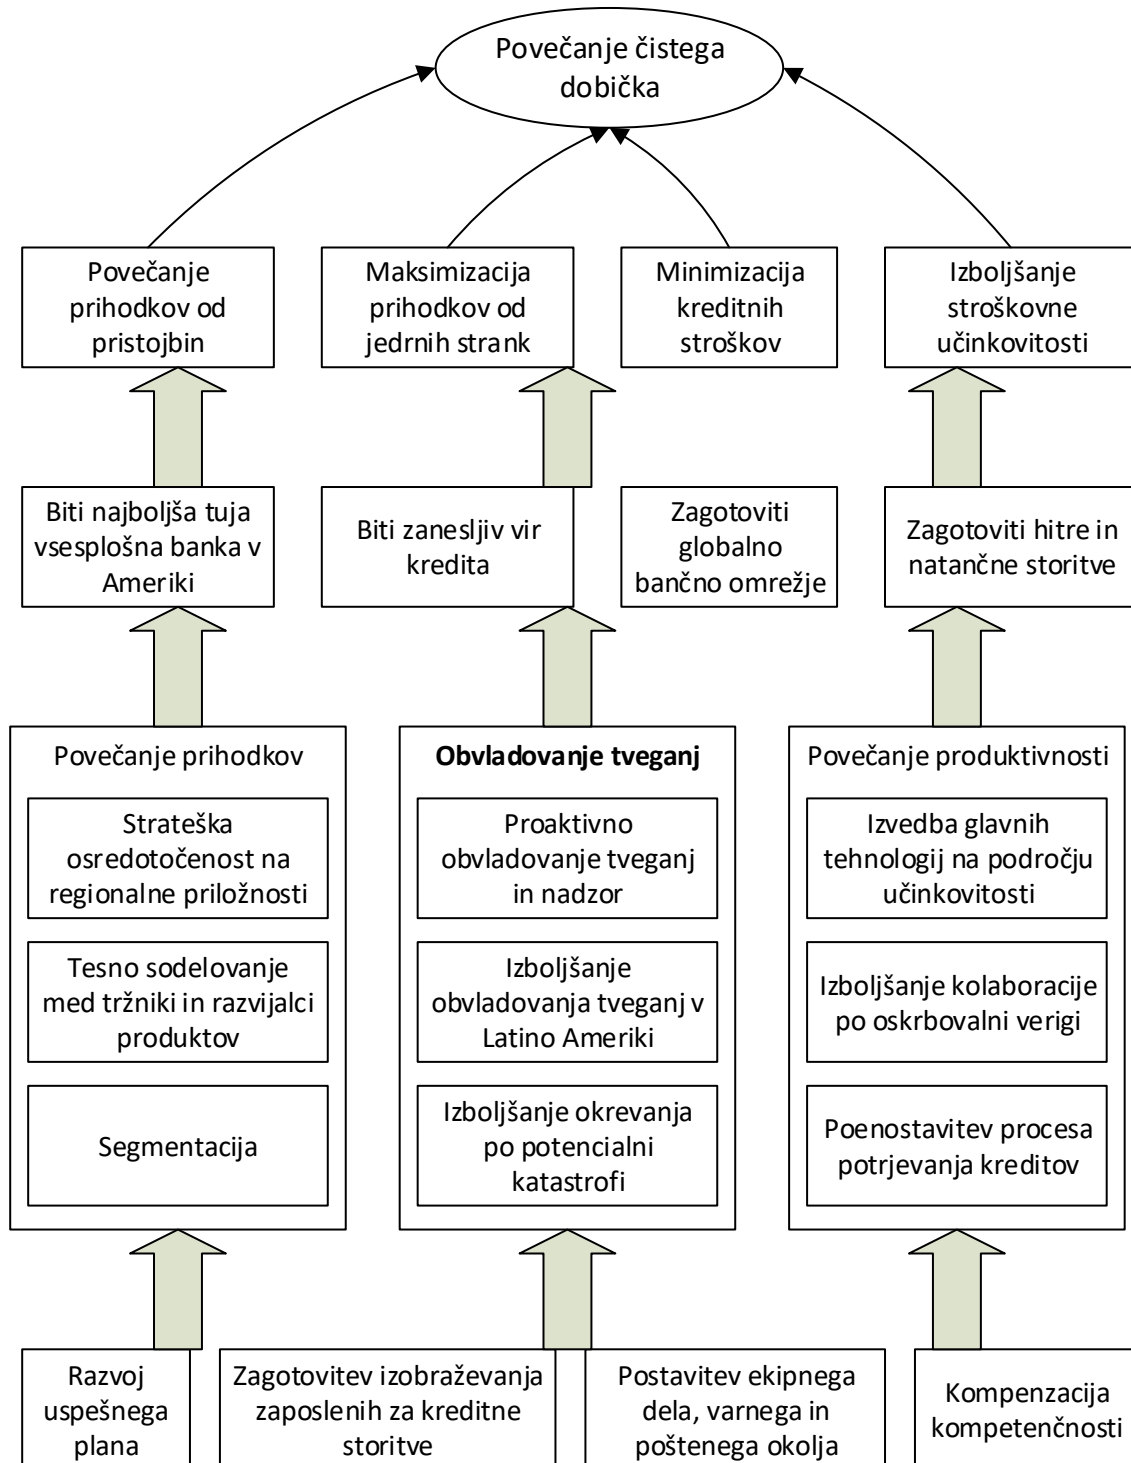 Povečanje čistega
dobička
Povečanje
prihodkov od
pristojbin
Maksimizacija
prihodkov od
jedrnih strank
Minimizacija
kreditnih
stroškov
Izboljšanje
stroškovne
učinkovitosti
Biti najboljša tuja
vsesplošna banka v
Ameriki
Biti zanesljiv vir
kredita
Zagotoviti
globalno
bančno omrežje
Zagotoviti hitre in
natančne storitve
Povečanje prihodkov
Strateška
osredotočenost na
regionalne priložnosti
Tesno sodelovanje
med tržniki in razvijalci
produktov
Segmentacija
Obvladovanje tveganj
Proaktivno
obvladovanje tveganj
in nadzor
Izboljšanje
obvladovanja tveganj v
Latino Ameriki
Izboljšanje okrevanja
po potencialni
katastrofi
Povečanje produktivnosti
Izvedba glavnih
tehnologij na področju
učinkovitosti
Izboljšanje kolaboracije
po oskrbovalni verigi
Poenostavitev procesa
potrjevanja kreditov
Razvoj
uspešnega
plana
Zagotovitev izobraževanja
zaposlenih za kreditne
storitve
Postavitev ekipnega
dela, varnega in
poštenega okolja
Kompenzacija
kompetenčnosti